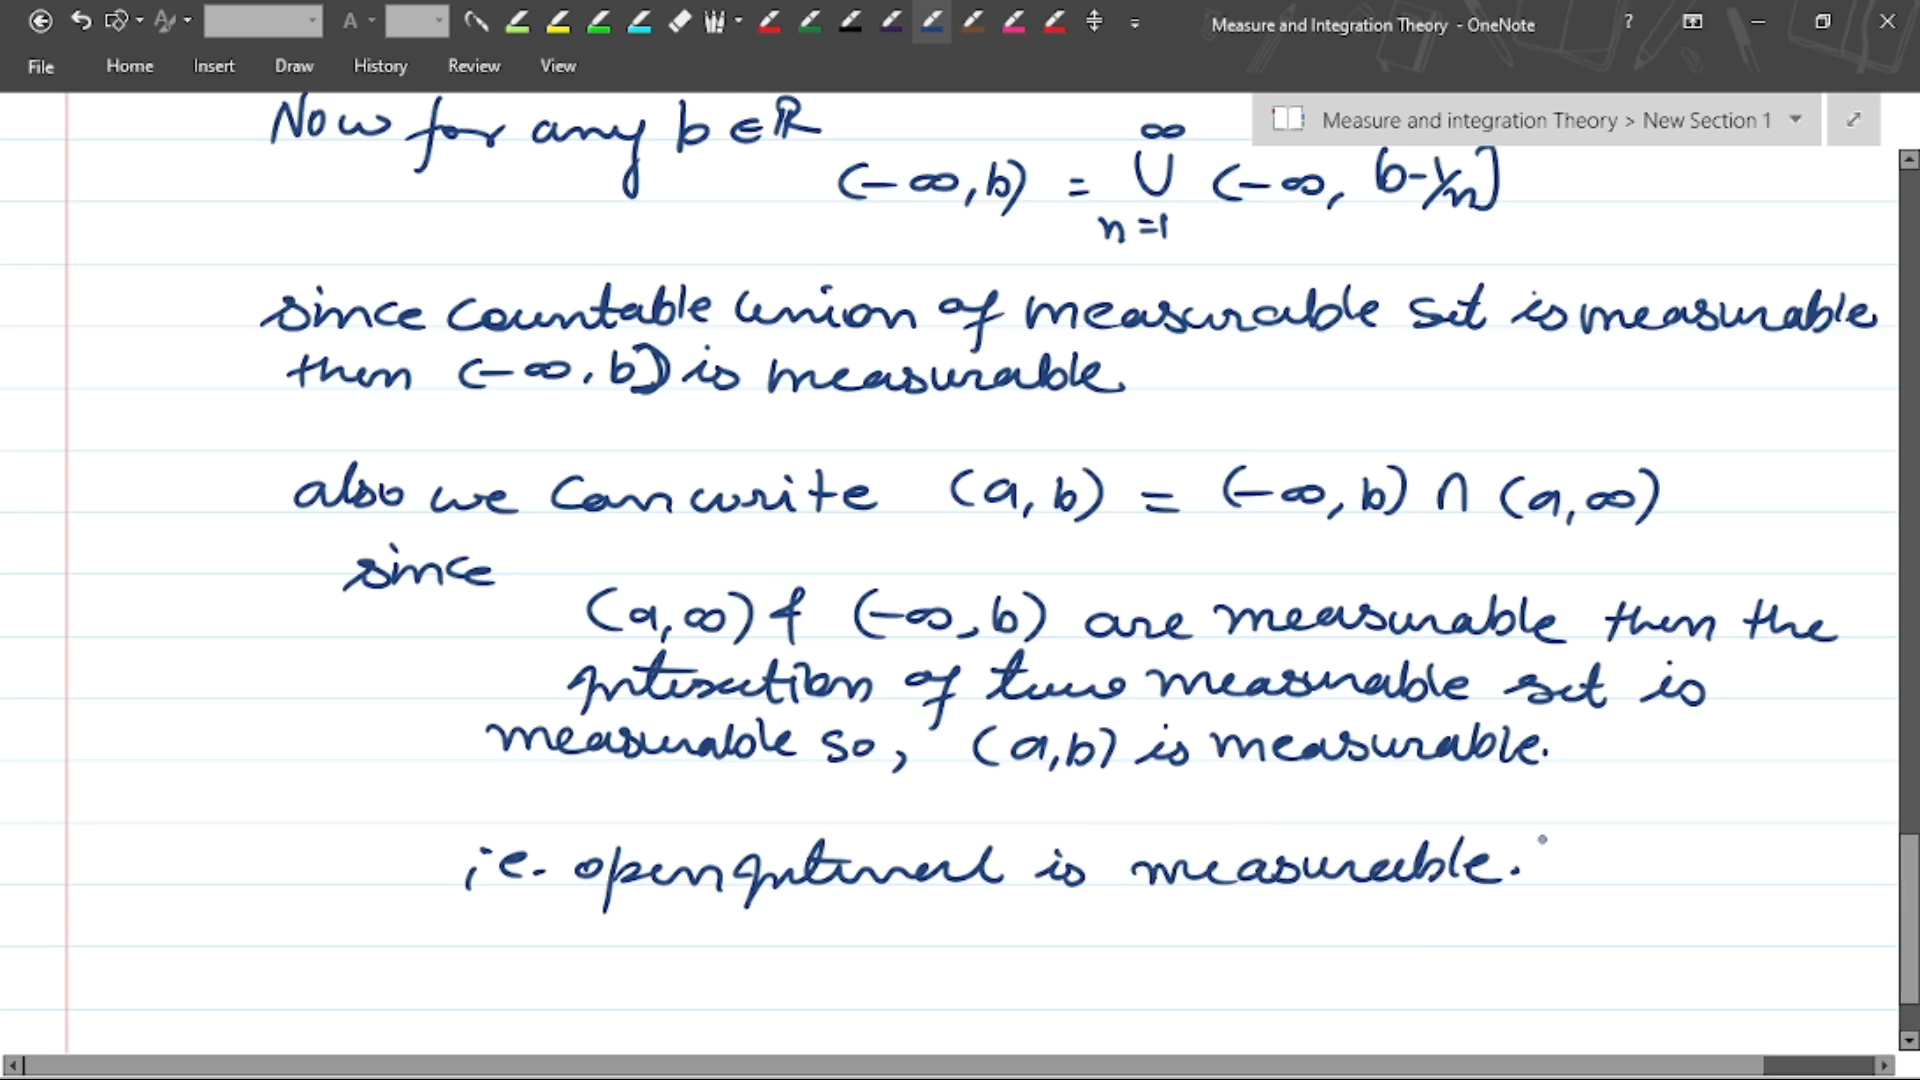 Measure and Integration Theory - OneNote
File Home Insert Draw History Review View
Measure and integration Theory > New Section 1
Now for any b ∈ ℝ
(-∞, b) = ∞ ∪ n=1 (-∞, b-1/n]
since countable union of measurable set is measurable
then (-∞, b) is measurable
also we can write (a, b) = (-∞, b) ∩ (a, ∞)
since
(a, ∞) & (-∞, b) are measurable then the
intersection of two measurable set is
measurable so, (a, b) is measurable.
i.e. open interval is measurable.